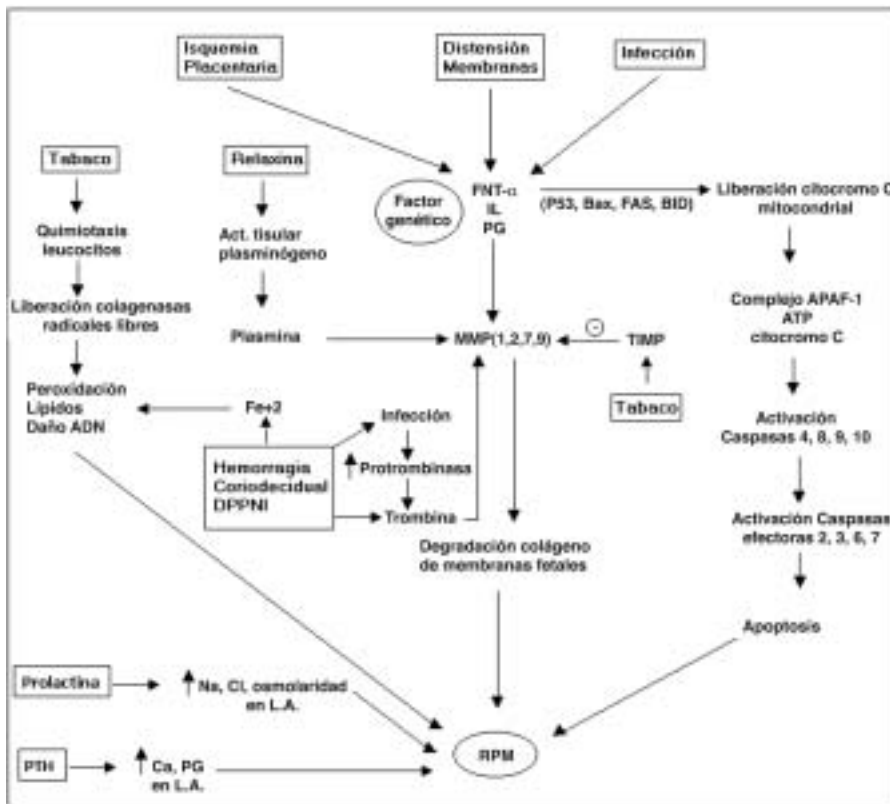 Isquemia
Placentaria
Distensión
Membranas
Infección
Tabaco
Relaxina
Factor
genético
FNT-α
IL
PG
(P53, Bax, FAS, BID)
Liberación citocromo C
mitocondrial
Quimiotaxis
leucocitos
Act. tisular
plasminógeno
Liberación colagenasas
radicales libres
Plasmina
MMP(1,2,7,9)
-
TIMP
Complejo APAF-1
ATP
citocromo C
Peroxidación
Lípidos
Daño ADN
Fe+2
Infección
Tabaco
Activación
Caspasas 4, 8, 9, 10
Hemorragia
Coriodecidual
DPPNI
Protrombinasa
Trombina
Activación Caspasas
efectoras 2, 3, 6, 7
Degradación colágeno
de membranas fetales
Apoptosis
Prolactina
Na, Cl, osmolaridad
en L.A.
RPM
PTH
Ca, PG
en L.A.